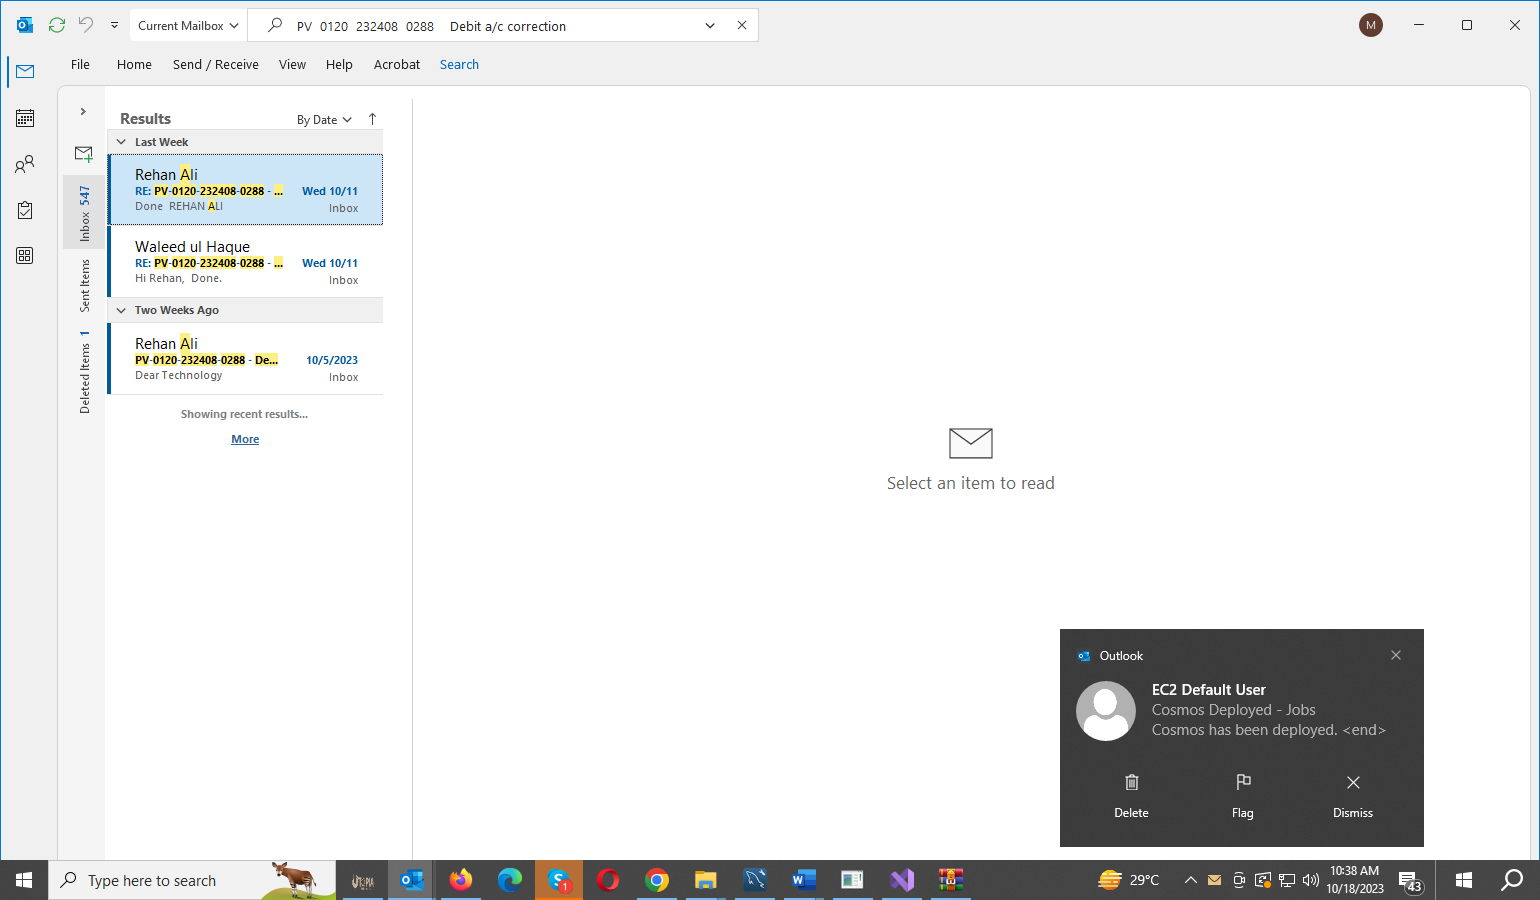 Current Mailbox
PV 0120 232408 0288 Debit a/c correction
M
File Home Send / Receive View Help Acrobat Search
Results By Date
Last Week
Rehan Ali
RE: PV-0120-232408-0288 - ... Wed 10/11
Done REHAN ALI Inbox
Waleed ul Haque
RE: PV-0120-232408-0288 - ... Wed 10/11
Hi Rehan, Done. Inbox
Two Weeks Ago
Rehan Ali
PV-0120-232408-0288 - De... 10/5/2023
Dear Technology Inbox
Showing recent results...
More
Inbox 547
Sent Items
Deleted Items 1
Select an item to read
Outlook
EC2 Default User
Cosmos Deployed - Jobs
Cosmos has been deployed. <end>
Delete Flag Dismiss
Type here to search
UTOPIA
1
29°C
10:38 AM
10/18/2023
43